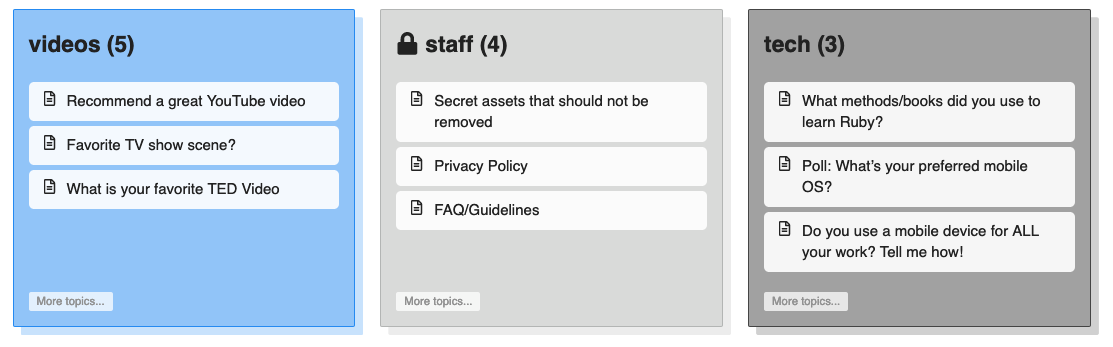 videos (5)
Recommend a great YouTube video
Favorite TV show scene?
What is your favorite TED Video
More topics...
staff (4)
Secret assets that should not be
removed
Privacy Policy
FAQ/Guidelines
More topics...
tech (3)
What methods/books did you use to
learn Ruby?
Poll: What’s your preferred mobile
OS?
Do you use a mobile device for ALL
your work? Tell me how!
More topics...